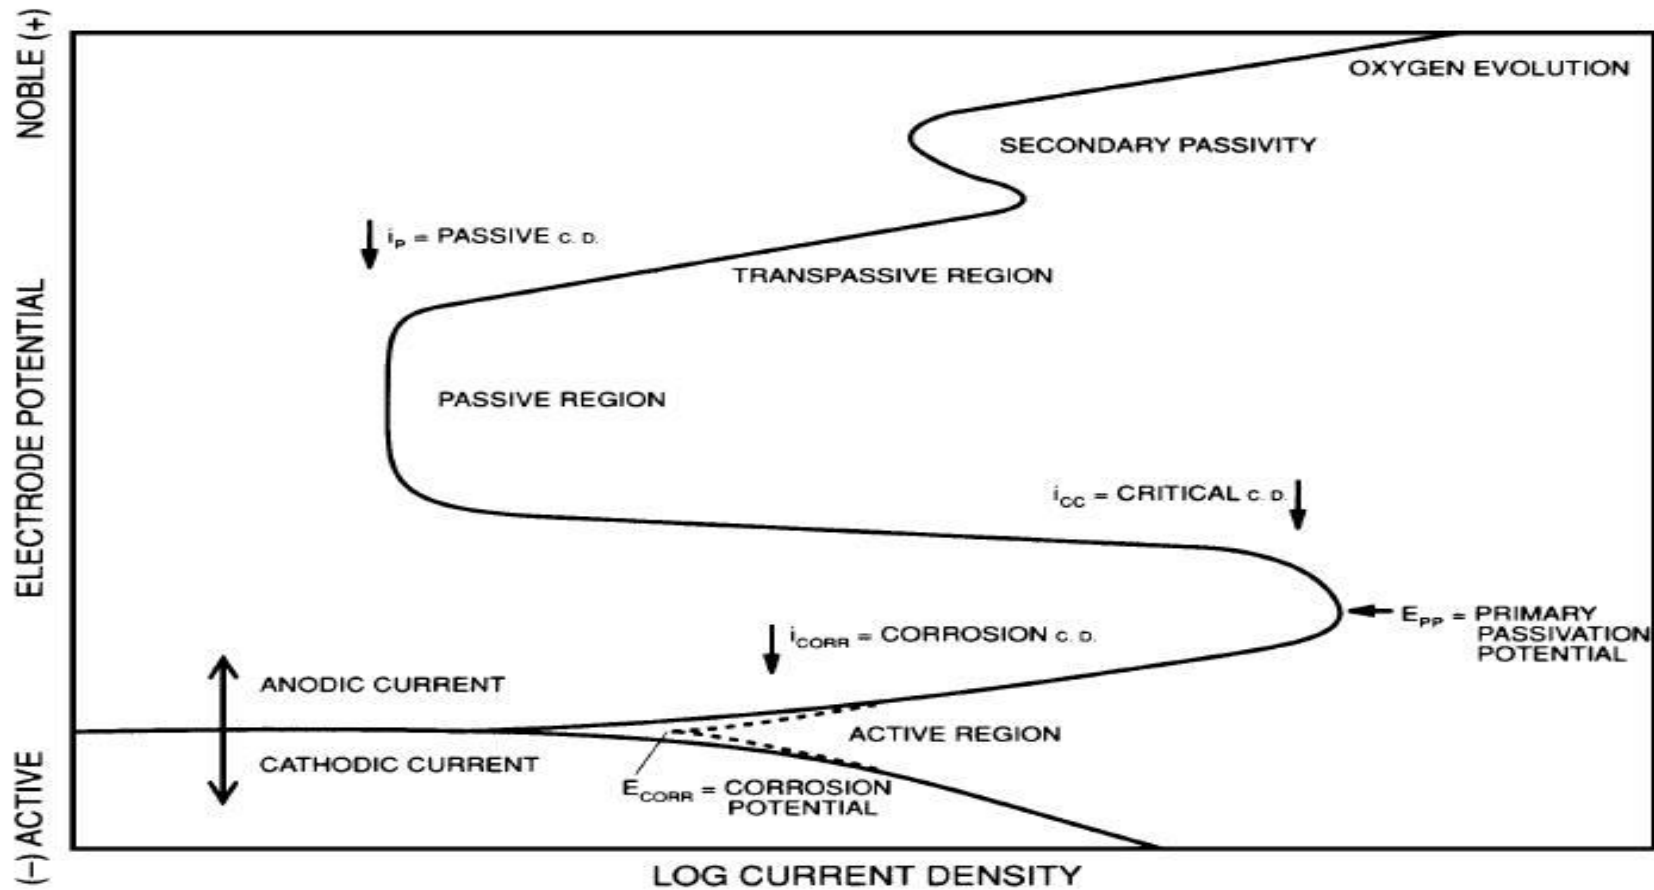 NOBLE (+)
ELECTRODE POTENTIAL
(−) ACTIVE
OXYGEN EVOLUTION
SECONDARY PASSIVITY
iP = PASSIVE C. D.
TRANSPASSIVE REGION
PASSIVE REGION
iCC = CRITICAL C. D.
EPP = PRIMARY
PASSIVATION
POTENTIAL
iCORR = CORROSION C. D.
ANODIC CURRENT
ACTIVE REGION
CATHODIC CURRENT
ECORR = CORROSION
POTENTIAL
LOG CURRENT DENSITY